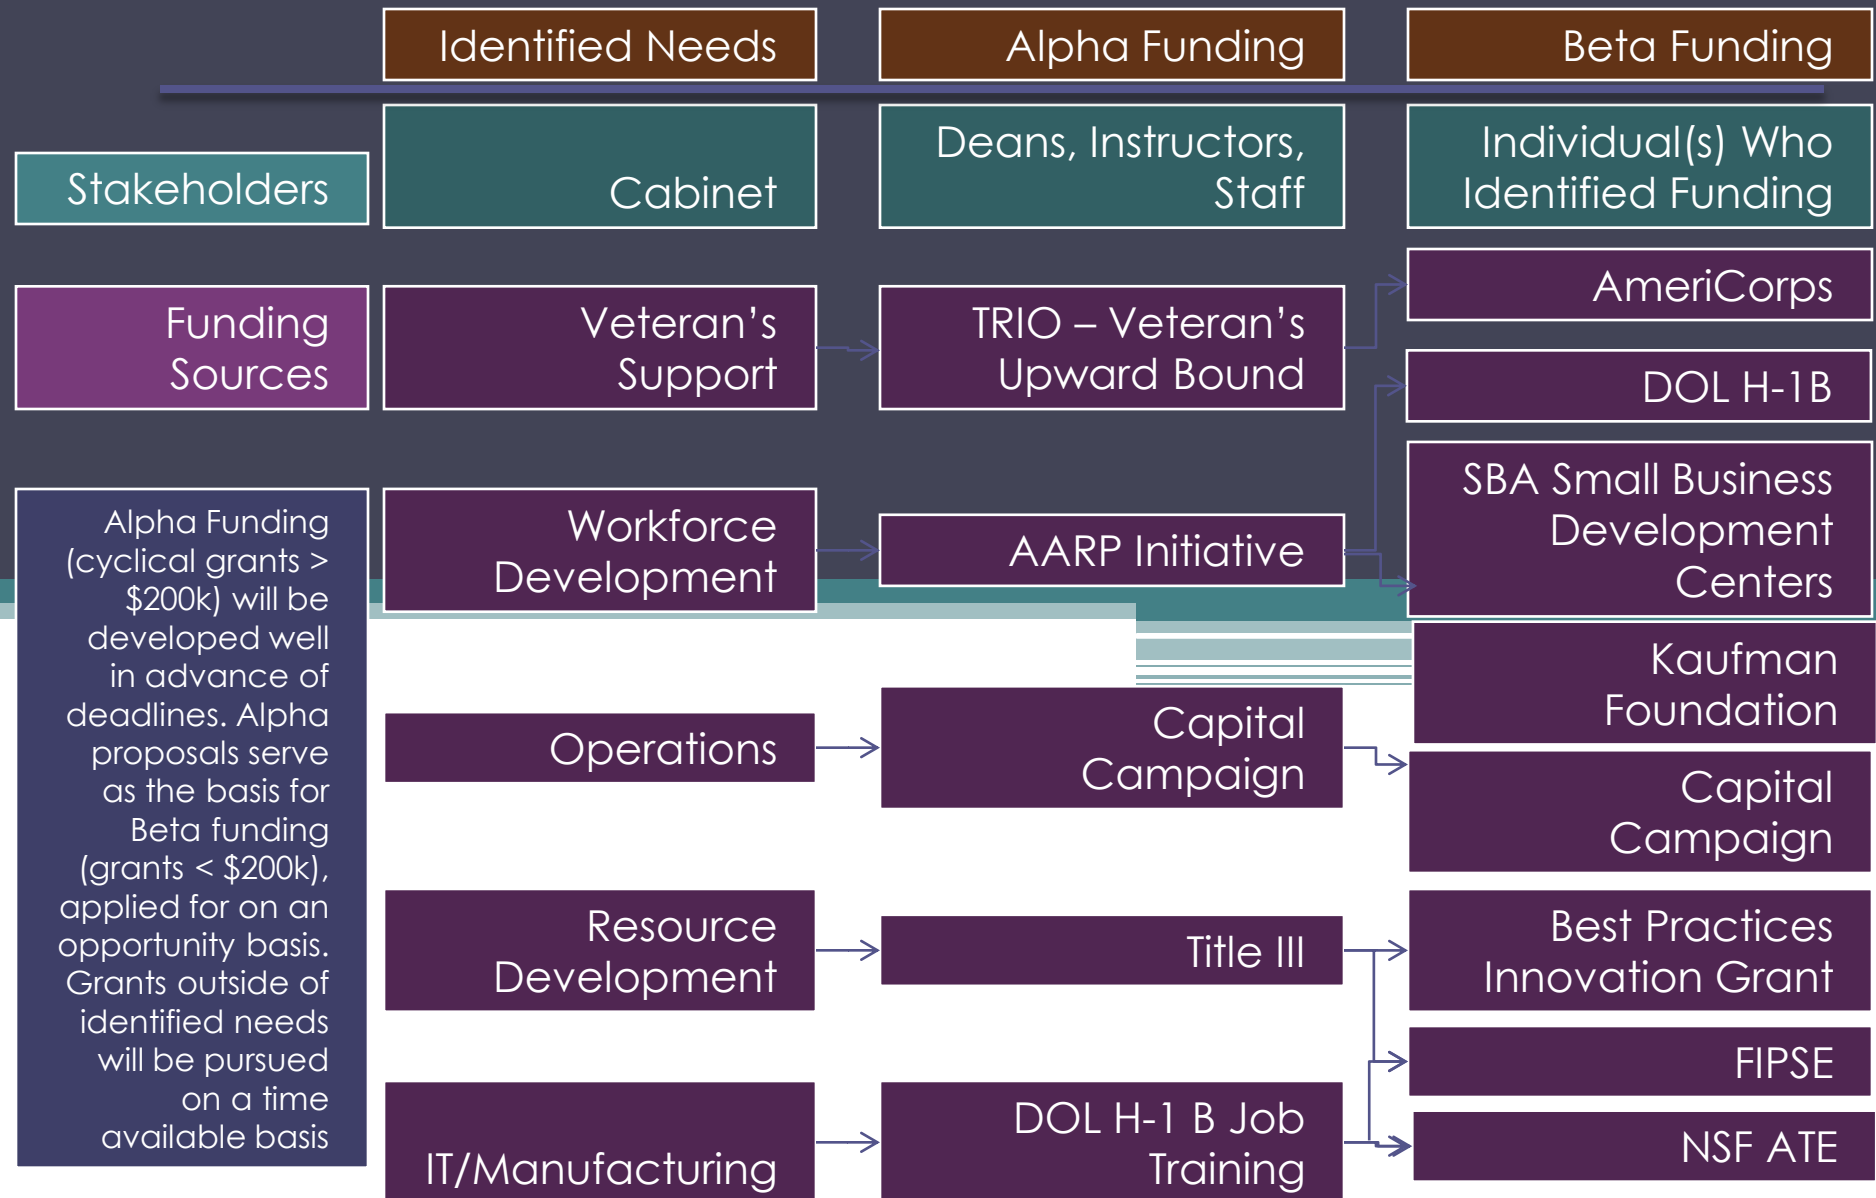 Identified Needs
Alpha Funding
Beta Funding
Stakeholders
Cabinet
Deans, Instructors,
Staff
Individual(s) Who
Identified Funding
Funding
Sources
Veteran’s
Support
TRIO – Veteran’s
Upward Bound
AmeriCorps
DOL H-1B
Workforce
Development
AARP Initiative
SBA Small Business
Development
Centers
Kaufman
Foundation
Operations
Capital
Campaign
Capital
Campaign
Resource
Development
Title III
Best Practices
Innovation Grant
FIPSE
IT/Manufacturing
DOL H-1 B Job
Training
NSF ATE
Alpha Funding
(cyclical grants >
$200k) will be
developed well
in advance of
deadlines. Alpha
proposals serve
as the basis for
Beta funding
(grants < $200k),
applied for on an
opportunity basis.
Grants outside of
identified needs
will be pursued
on a time
available basis